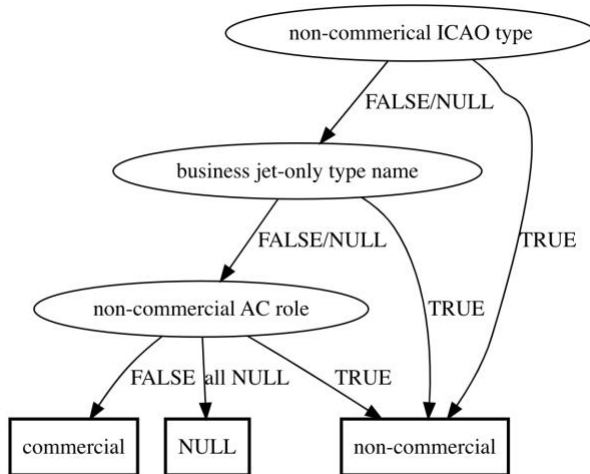 non-commerical ICAO type
FALSE/NULL
business jet-only type name
TRUE
FALSE/NULL
non-commercial AC role
TRUE
FALSE
all NULL
TRUE
commercial
NULL
non-commercial